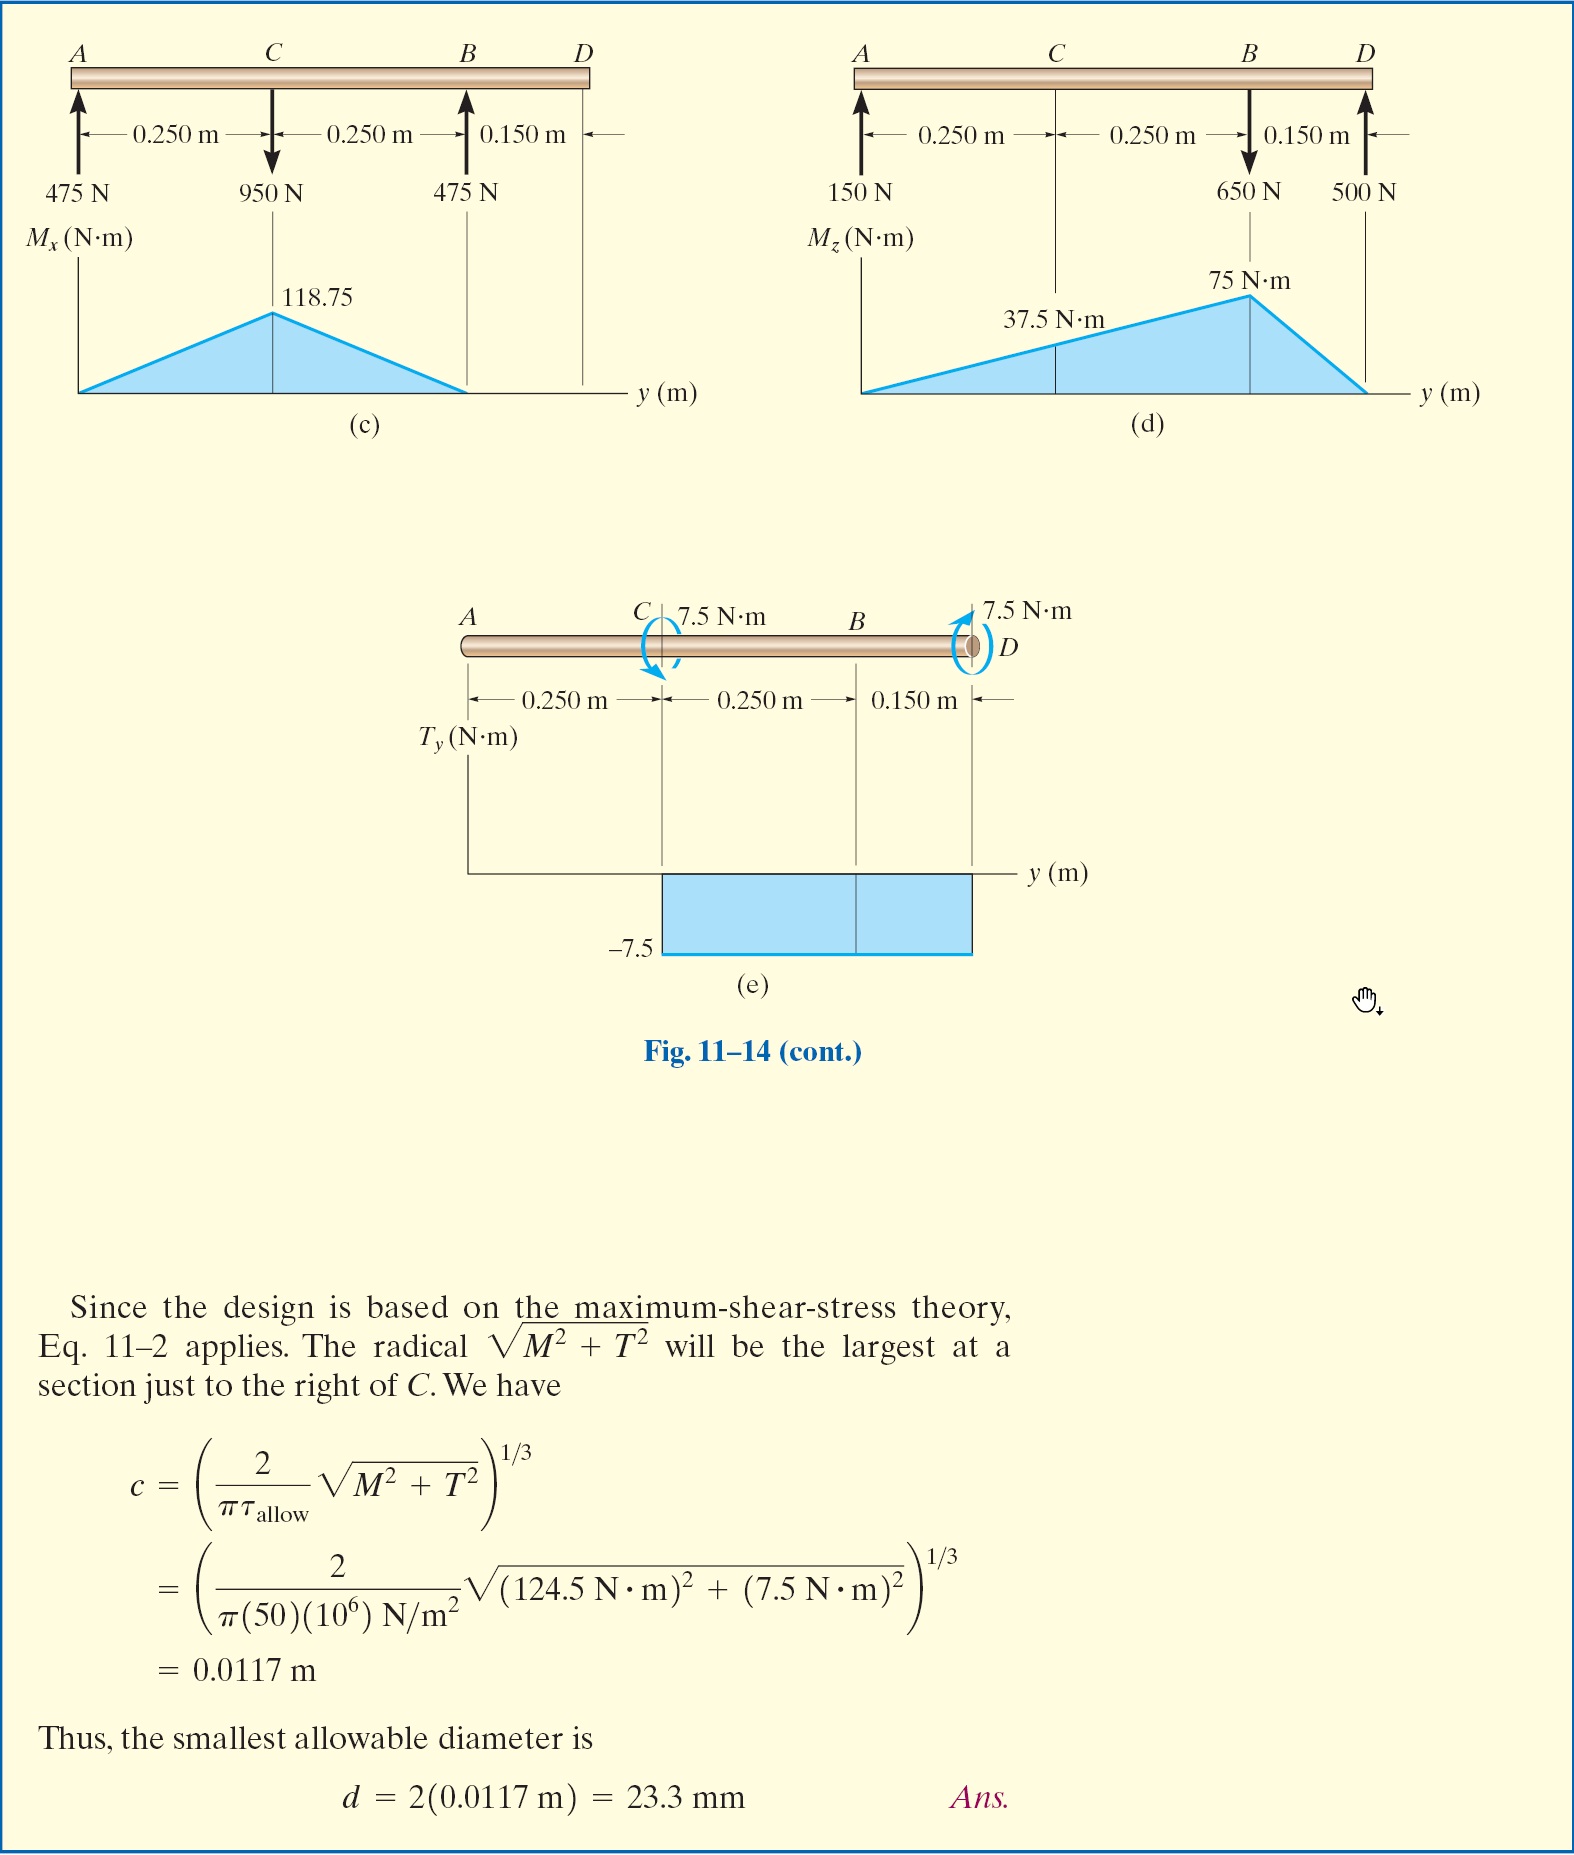 A C B D
0.250 m 0.250 m 0.150 m
475 N 950 N 475 N
Mx (N·m)
118.75
y (m)
(c)
A C B D
0.250 m 0.250 m 0.150 m
150 N 650 N 500 N
Mz (N·m)
75 N·m
37.5 N·m
y (m)
(d)
A C 7.5 N·m B 7.5 N·m D
0.250 m 0.250 m 0.150 m
Ty (N·m)
y (m)
–7.5
(e)
Fig. 11–14 (cont.)
Since the design is based on the maximum-shear-stress theory,
Eq. 11–2 applies. The radical √(M² + T²) will be the largest at a
section just to the right of C. We have
c = (2/(πτallow) √(M² + T²))^1/3
= (2/(π(50)(10⁶) N/m²) √((124.5 N·m)² + (7.5 N·m)²))^1/3
= 0.0117 m
Thus, the smallest allowable diameter is
d = 2(0.0117 m) = 23.3 mm Ans.